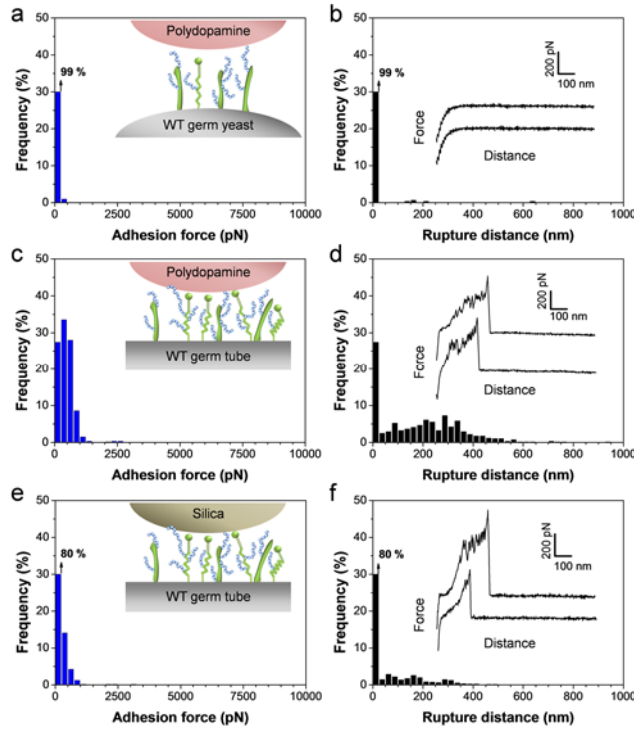 a
50
40
30
20
10
0
Frequency (%)
99 %
Polydopamine
WT germ yeast
0 2500 5000 7500 10000
Adhesion force (pN)
b
50
40
30
20
10
0
Frequency (%)
99 %
200 pN
100 nm
Force
Distance
0 200 400 600 800 1000
Rupture distance (nm)
c
50
40
30
20
10
0
Frequency (%)
Polydopamine
WT germ tube
0 2500 5000 7500 10000
Adhesion force (pN)
d
50
40
30
20
10
0
Frequency (%)
200 pN
100 nm
Force
Distance
0 200 400 600 800 1000
Rupture distance (nm)
e
50
40
30
20
10
0
Frequency (%)
80 %
Silica
WT germ tube
0 2500 5000 7500 10000
Adhesion force (pN)
f
50
40
30
20
10
0
Frequency (%)
80 %
200 pN
100 nm
Force
Distance
0 200 400 600 800 1000
Rupture distance (nm)